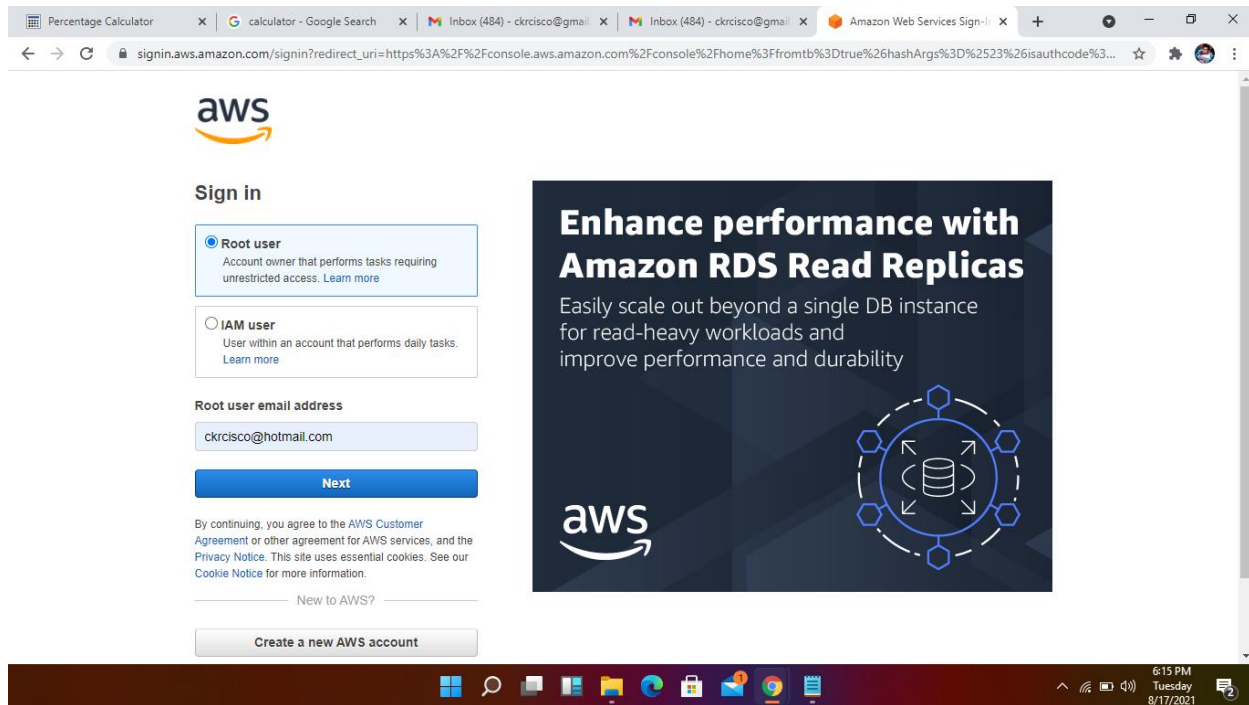 Percentage Calculator
calculator - Google Search
Inbox (484) - ckrcisco@gmail
Inbox (484) - ckrcisco@gmail
Amazon Web Services Sign-In
signin.aws.amazon.com/signin?redirect_uri=https%3A%2F%2Fconsole.aws.amazon.com%2Fconsole%2Fhome%3Ffromtb%3Dtrue%26hashArgs%3D%2523%26isauthcode%3...
aws
Sign in
Root user
Account owner that performs tasks requiring
unrestricted access. Learn more
IAM user
User within an account that performs daily tasks.
Learn more
Root user email address
ckrcisco@hotmail.com
Next
By continuing, you agree to the AWS Customer
Agreement or other agreement for AWS services, and the
Privacy Notice. This site uses essential cookies. See our
Cookie Notice for more information.
New to AWS?
Create a new AWS account
Enhance performance with
Amazon RDS Read Replicas
Easily scale out beyond a single DB instance
for read-heavy workloads and
improve performance and durability
aws
6:15 PM
Tuesday
8/17/2021
2